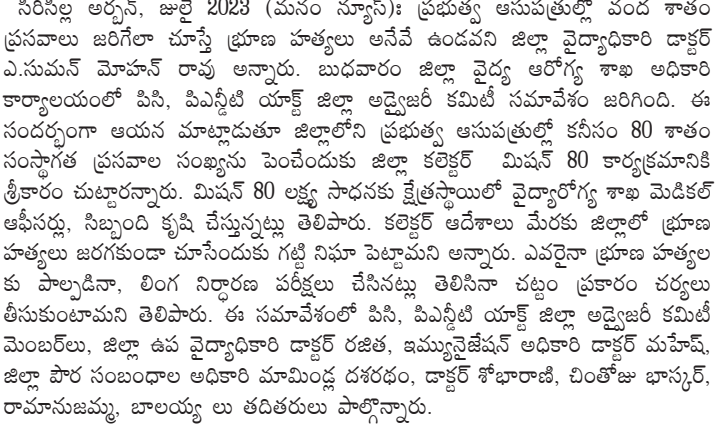 సిరిసిల్ల అర్బన్, జులై 2023 (మనం న్యూస్)ః ప్రభుత్వ ఆసుపత్రుల్లో వంద శాతం
ప్రసవాలు జరిగేలా చూస్తే భ్రూణ హత్యలు అనేవే ఉండవని జిల్లా వైద్యాధికారి డాక్టర్
ఎ.సుమన్ మోహన్ రావు అన్నారు. బుధవారం జిల్లా వైద్య ఆరోగ్య శాఖ అధికారి
కార్యాలయంలో పిసి, పిఎన్డీటి యాక్ట్ జిల్లా అడ్వైజరీ కమిటీ సమావేశం జరిగింది. ఈ
సందర్భంగా ఆయన మాట్లాడుతూ జిల్లాలోని ప్రభుత్వ ఆసుపత్రుల్లో కనీసం 80 శాతం
సంస్థాగత ప్రసవాల సంఖ్యను పెంచేందుకు జిల్లా కలెక్టర్ మిషన్ 80 కార్యక్రమానికి
శ్రీకారం చుట్టారన్నారు. మిషన్ 80 లక్ష్య సాధనకు క్షేత్రస్థాయిలో వైద్యారోగ్య శాఖ మెడికల్
ఆఫీసర్లు, సిబ్బంది కృషి చేస్తున్నట్లు తెలిపారు. కలెక్టర్ ఆదేశాలు మేరకు జిల్లాలో భ్రూణ
హత్యలు జరగకుండా చూసేందుకు గట్టి నిఘా పెట్టామని అన్నారు. ఎవరైనా భ్రూణ హత్యల
కు పాల్పడినా, లింగ నిర్ధారణ పరీక్షలు చేసినట్లు తెలిసినా చట్టం ప్రకారం చర్యలు
తీసుకుంటామని తెలిపారు. ఈ సమావేశంలో పిసి, పిఎన్డీటి యాక్ట్ జిల్లా అడ్వైజరీ కమిటీ
మెంబర్‌లు, జిల్లా ఉప వైద్యాధికారి డాక్టర్ రజిత, ఇమ్యునైజేషన్ అధికారి డాక్టర్ మహేష్,
జిల్లా పౌర సంబంధాల అధికారి మామిండ్ల దశరథం, డాక్టర్ శోభారాణి, చింతోజు భాస్కర్,
రామానుజమ్మ, బాలయ్య లు తదితరులు పాల్గొన్నారు.